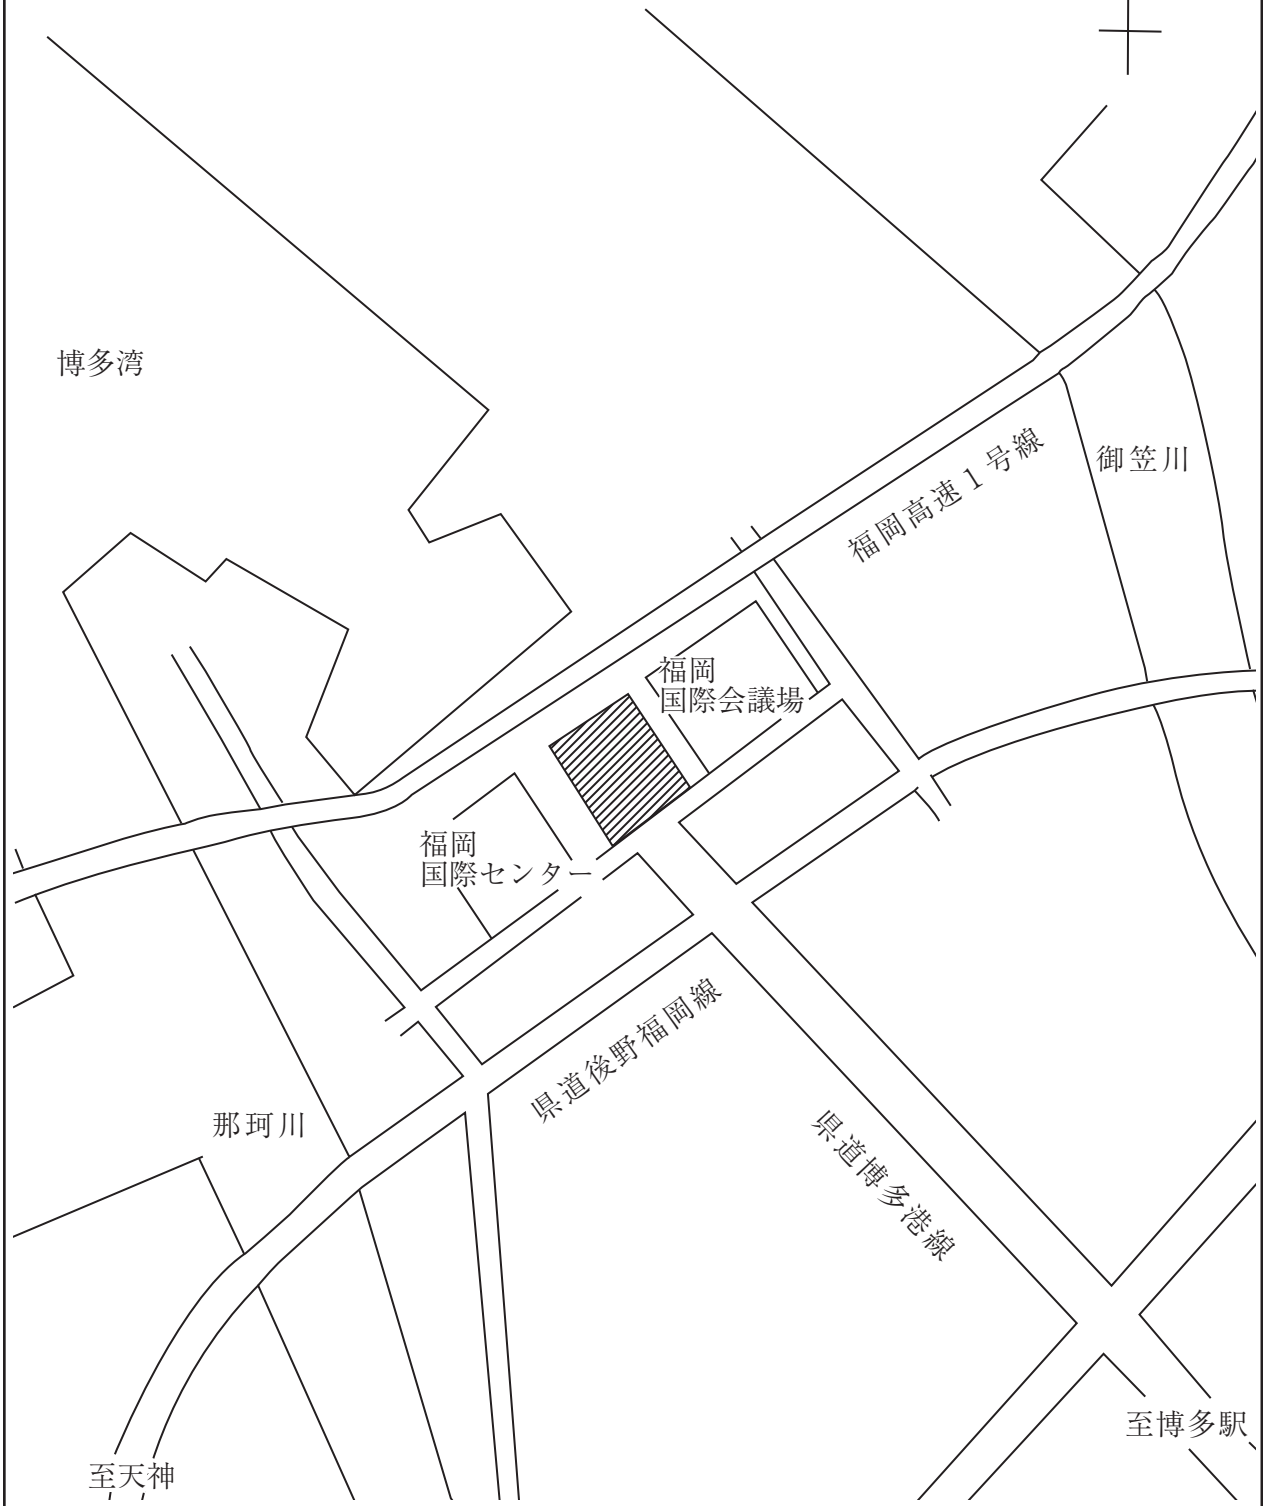 博多湾
福岡高速1号線
御笠川
福岡
国際会議場
福岡
国際センター
県道後野福岡線
那珂川
県道博多港線
至博多駅
至天神